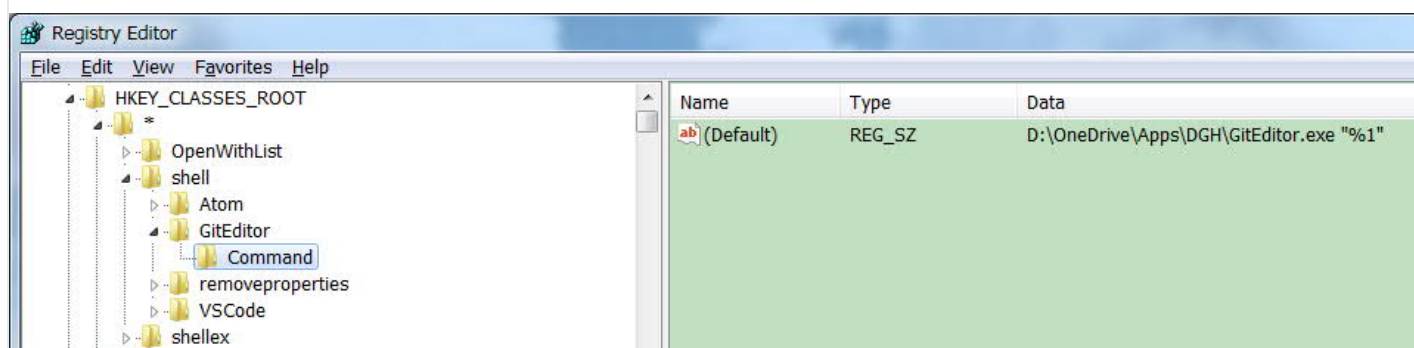 Registry Editor
File Edit View Favorites Help
HKEY_CLASSES_ROOT
*
OpenWithList
shell
Atom
GitEditor
Command
removeproperties
VSCode
shellex
Name Type Data
ab (Default) REG_SZ D:\OneDrive\Apps\DGH\GitEditor.exe "%1"